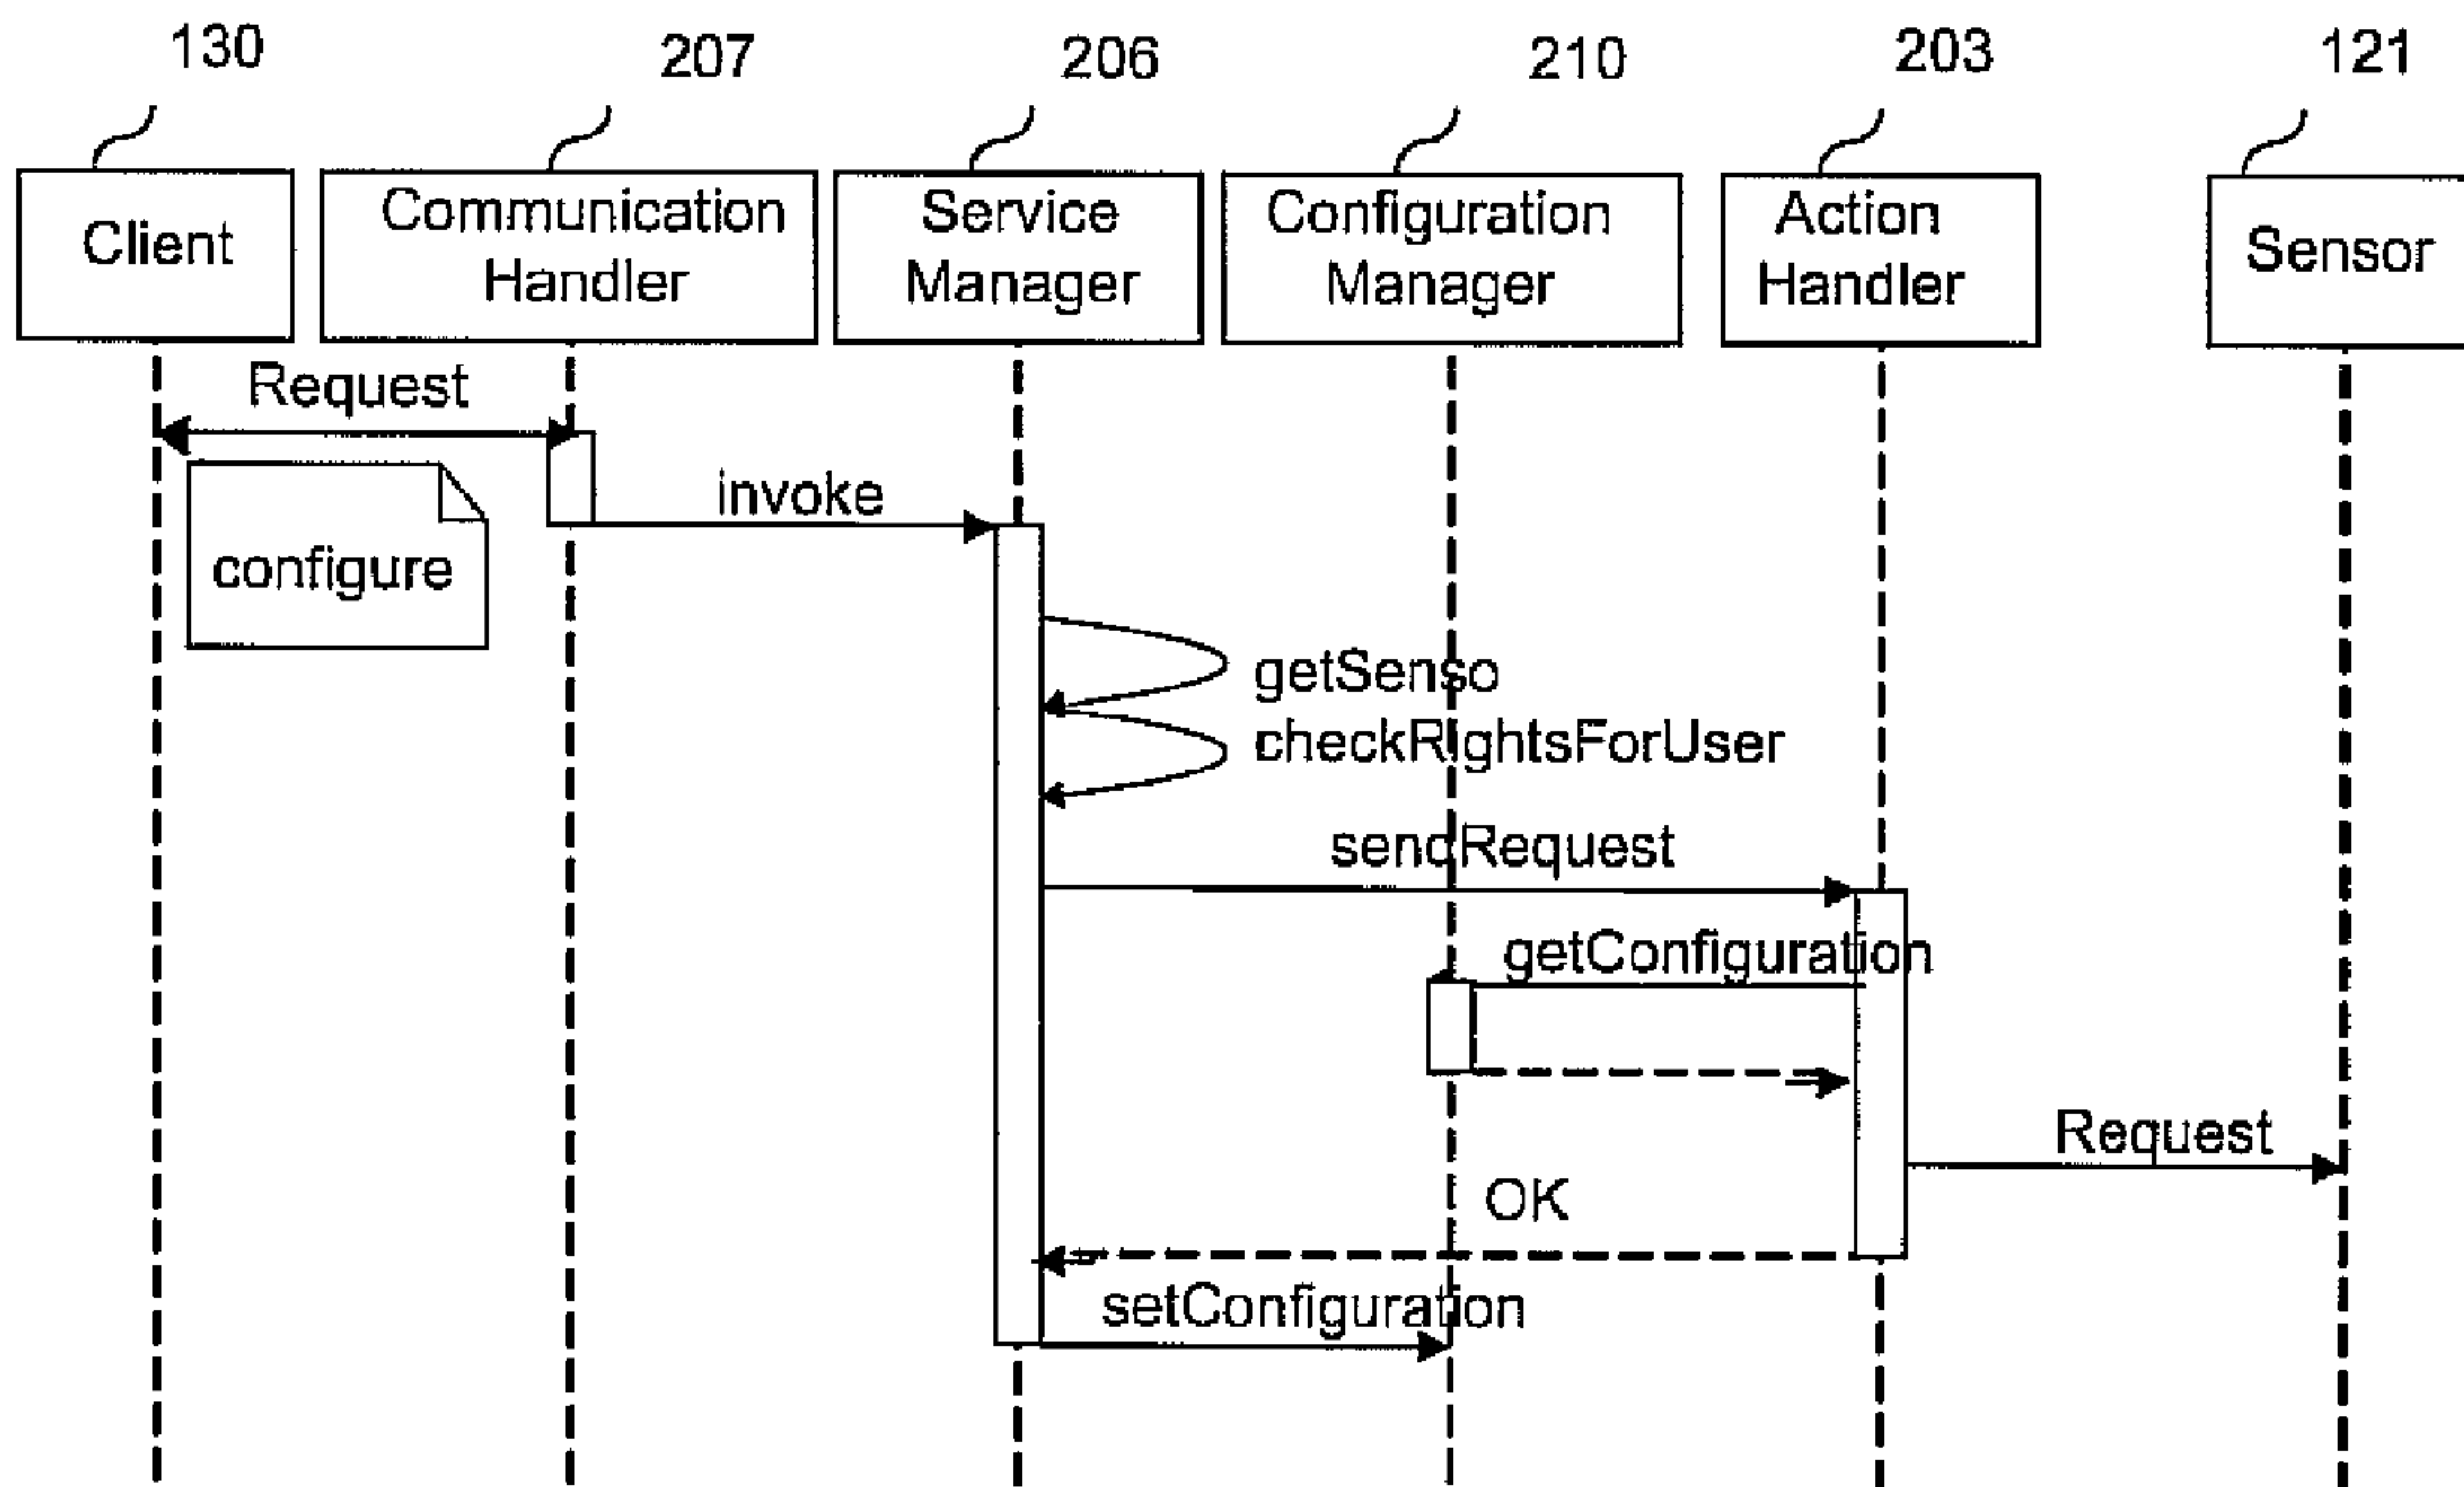 130
207
206
210
203
121
Client
Communication
Handler
Service
Manager
Configuration
Manager
Action
Handler
Sensor
Request
invoke
configure
getSenso
checkRightsForUser
sendRequest
getConfiguration
Request
OK
setConfiguration